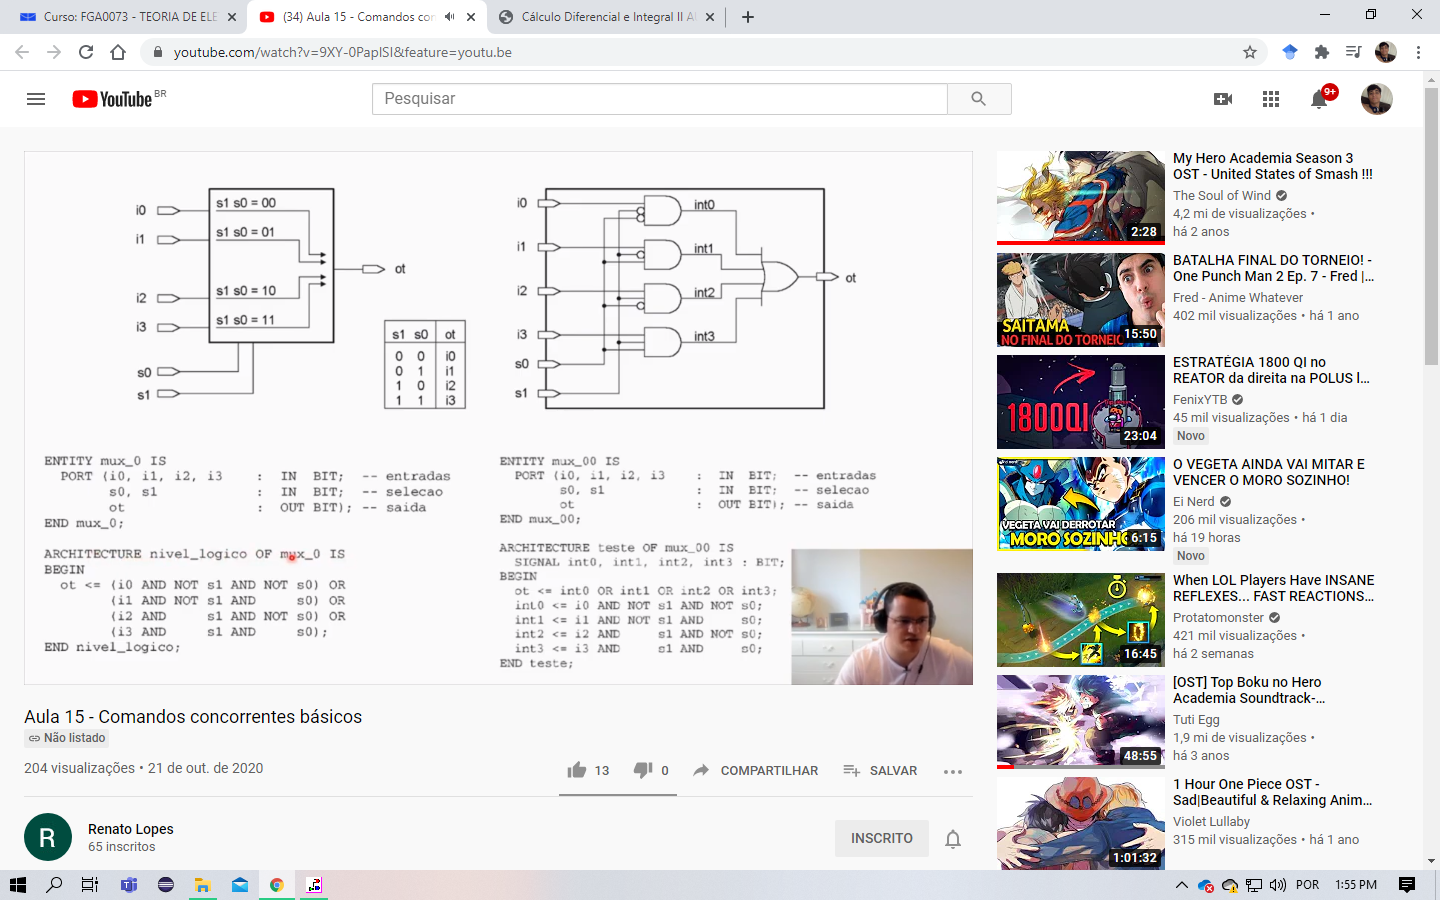 Curso: FGA0073 - TEORIA DE ELE
(34) Aula 15 - Comandos con
Cálculo Diferencial e Integral II A
youtube.com/watch?v=9XY-0PapISI&feature=youtu.be
YouTube BR
Pesquisar
9+
i0
i1
i2
i3
s0
s1
s1 s0 = 00
s1 s0 = 01
s1 s0 = 10
s1 s0 = 11
ot
s1 s0 ot
0 0 i0
0 1 i1
1 0 i2
1 1 i3
i0
i1
i2
i3
s0
s1
int0
int1
int2
int3
ot
ENTITY mux_0 IS
PORT (i0, i1, i2, i3 : IN BIT; -- entradas
s0, s1 : IN BIT; -- selecao
ot : OUT BIT); -- saida
END mux_0;
ARCHITECTURE nivel_logico OF mux_0 IS
BEGIN
ot <= (i0 AND NOT s1 AND NOT s0) OR
(i1 AND NOT s1 AND s0) OR
(i2 AND s1 AND NOT s0) OR
(i3 AND s1 AND s0);
END nivel_logico;
ENTITY mux_00 IS
PORT (i0, i1, i2, i3 : IN BIT; -- entradas
s0, s1 : IN BIT; -- selecao
ot : OUT BIT); -- saida
END mux_00;
ARCHITECTURE teste OF mux_00 IS
SIGNAL int0, int1, int2, int3 : BIT;
BEGIN
ot <= int0 OR int1 OR int2 OR int3;
int0 <= i0 AND NOT s1 AND NOT s0;
int1 <= i1 AND NOT s1 AND s0;
int2 <= i2 AND s1 AND NOT s0;
int3 <= i3 AND s1 AND s0;
END teste;
Aula 15 - Comandos concorrentes básicos
Não listado
204 visualizações • 21 de out. de 2020
13
0
COMPARTILHAR
SALVAR
R
Renato Lopes
65 inscritos
INSCRITO
2:28
My Hero Academia Season 3
OST - United States of Smash !!!
The Soul of Wind
4,2 mi de visualizações •
há 2 anos
SAITAMA
NO FINAL DO TORNEIO
15:50
BATALHA FINAL DO TORNEIO! -
One Punch Man 2 Ep. 7 - Fred |...
Fred - Anime Whatever
402 mil visualizações • há 1 ano
1800QI
23:04
ESTRATÉGIA 1800 QI no
REATOR da direita na POLUS l...
FenixYTB
45 mil visualizações • há 1 dia
Novo
VEGETA VAI DERROTAR
MORO SOZINHO
6:15
O VEGETA AINDA VAI MITAR E
VENCER O MORO SOZINHO!
Ei Nerd
206 mil visualizações •
há 19 horas
Novo
16:45
When LOL Players Have INSANE
REFLEXES... FAST REACTIONS...
Protatomonster
421 mil visualizações •
há 2 semanas
48:55
[OST] Top Boku no Hero
Academia Soundtrack-...
Tuti Egg
1,9 mi de visualizações •
há 3 anos
1:01:32
1 Hour One Piece OST -
Sad|Beautiful & Relaxing Anim...
Violet Lullaby
315 mil visualizações • há 1 ano
POR
1:55 PM